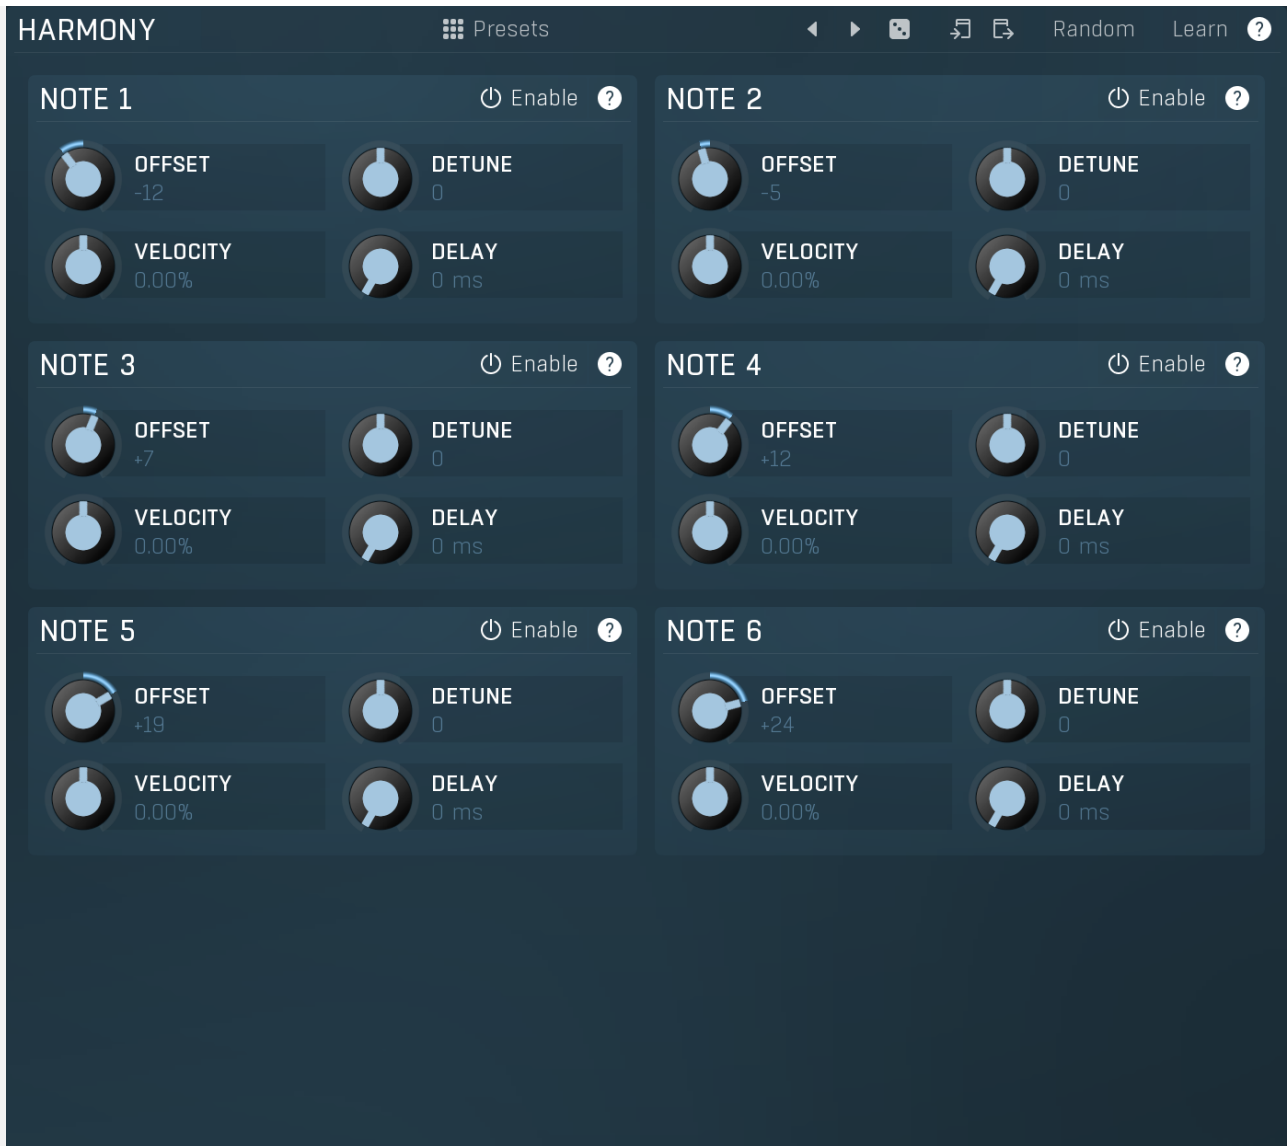 HARMONY Presets Random Learn ?
NOTE 1 Enable ? NOTE 2 Enable ?
OFFSET DETUNE OFFSET DETUNE
-12 0 -5 0
VELOCITY DELAY VELOCITY DELAY
0.00% 0 ms 0.00% 0 ms
NOTE 3 Enable ? NOTE 4 Enable ?
OFFSET DETUNE OFFSET DETUNE
+7 0 +12 0
VELOCITY DELAY VELOCITY DELAY
0.00% 0 ms 0.00% 0 ms
NOTE 5 Enable ? NOTE 6 Enable ?
OFFSET DETUNE OFFSET DETUNE
+19 0 +24 0
VELOCITY DELAY VELOCITY DELAY
0.00% 0 ms 0.00% 0 ms